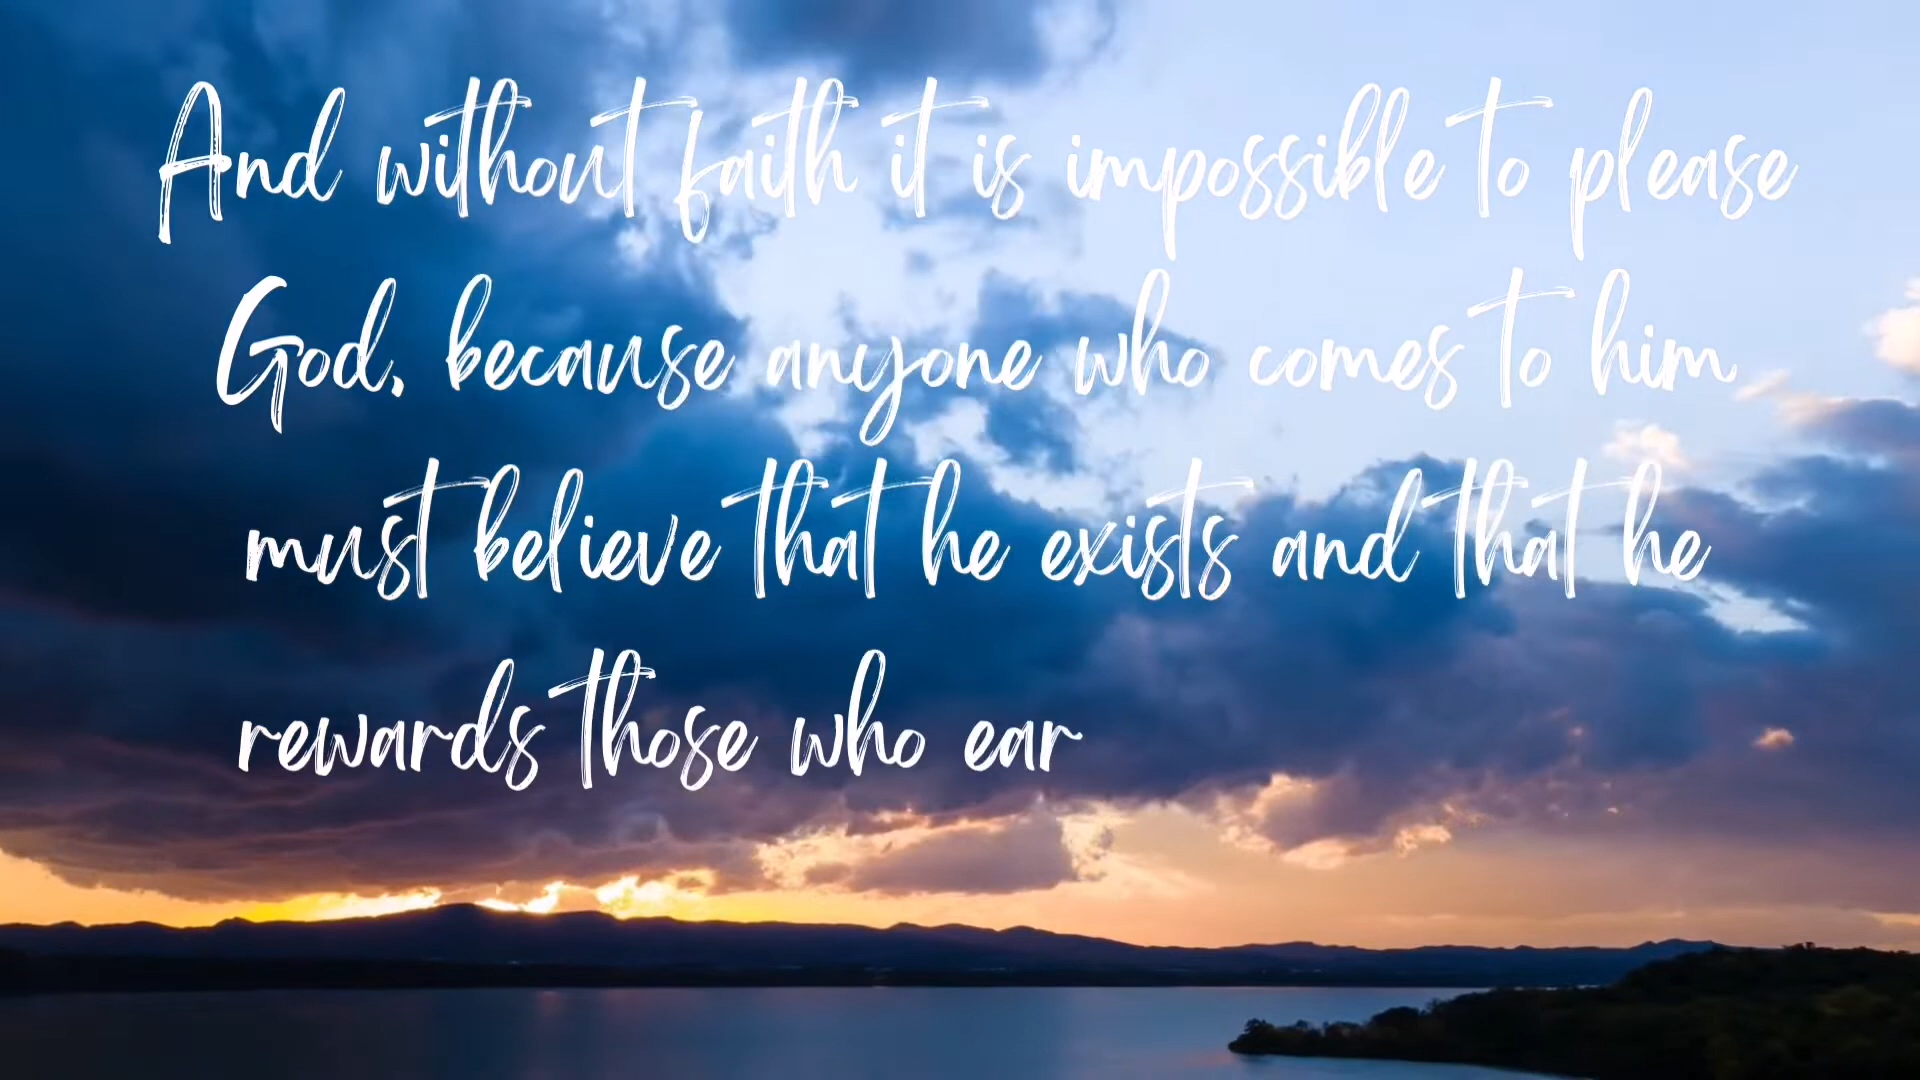 And without faith it is impossible to please
God, because anyone who comes to him
must believe that he exists and that he
rewards those who ear